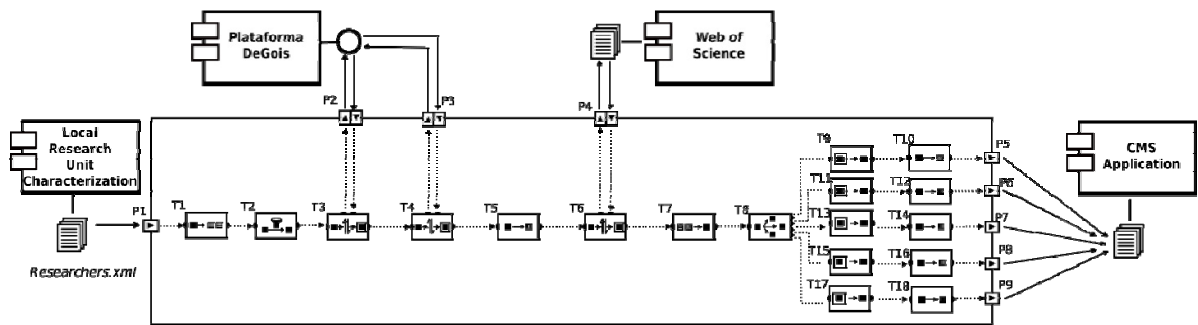 Plataforma
DeGois
Web of
Science
P2
P3
P4
Local
Research
Unit
Characterization
CMS
Application
P1
T1
T2
T3
T4
T5
T6
T7
T8
T9
T10
P5
T11
T12
P6
T13
T14
P7
T15
T16
P8
T17
T18
P9
Researchers.xml